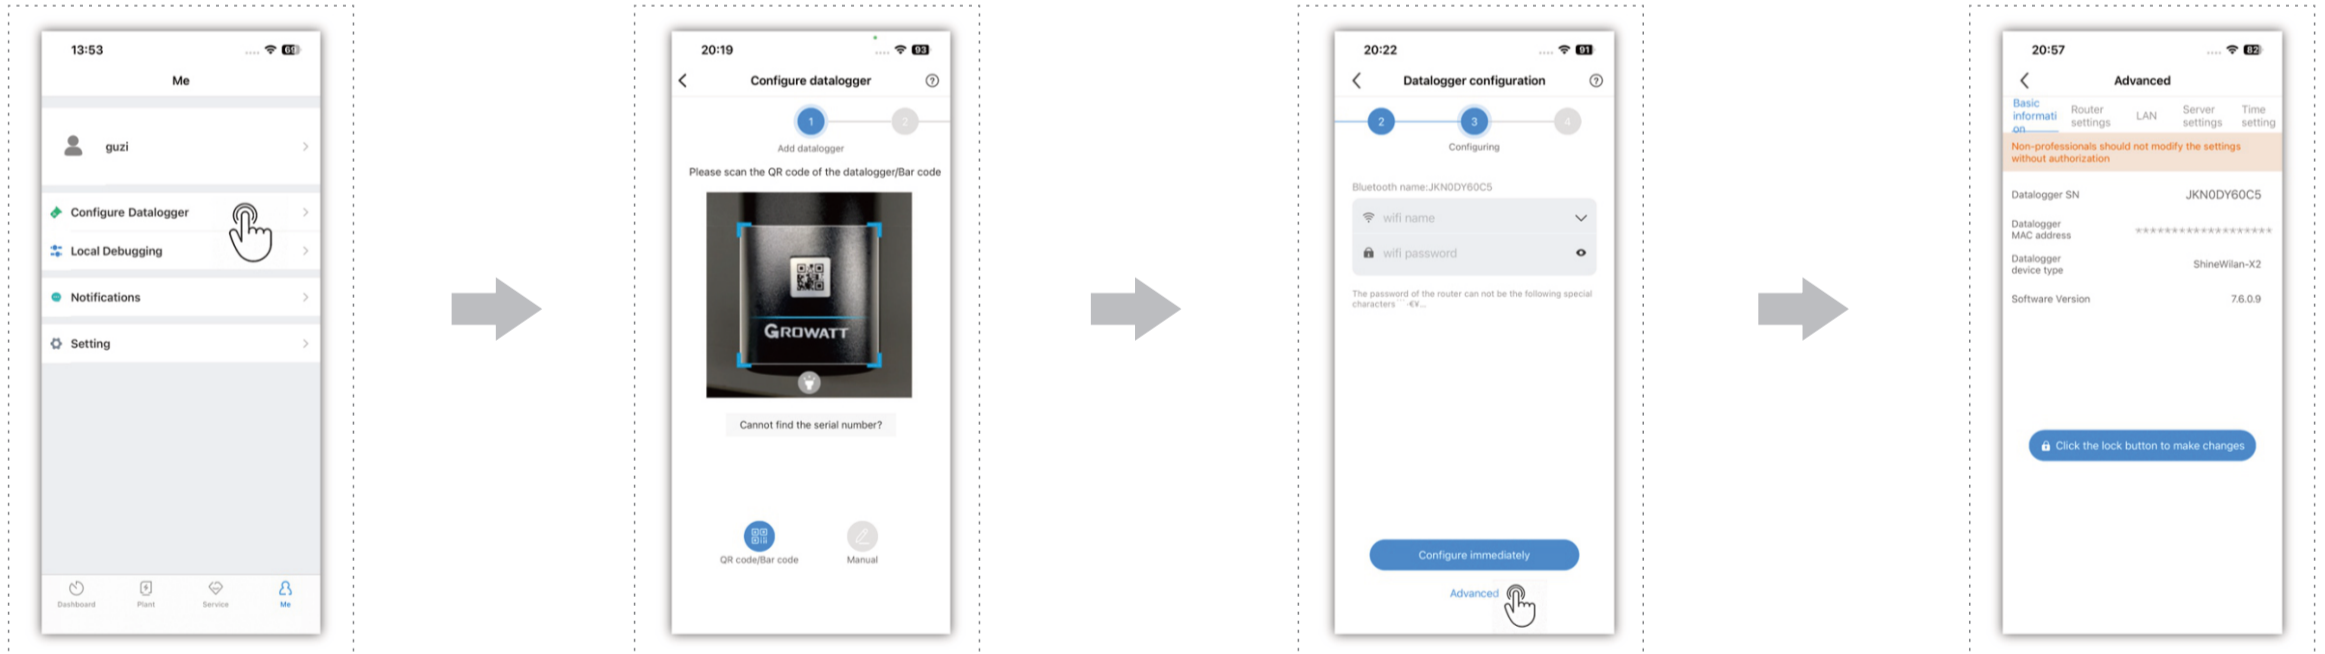 13:53
69
Me
guzi
Configure Datalogger
Local Debugging
Notifications
Setting
Dashboard
Plant
Service
Me
20:19
93
Configure datalogger
1
2
Add datalogger
Please scan the QR code of the datalogger/Bar code
GROWATT
Cannot find the serial number?
QR code/Bar code
Manual
20:22
91
Datalogger configuration
2
3
4
Configuring
Bluetooth name:JKN0DY60C5
wifi name
wifi password
The password of the router can not be the following special
characters
Configure immediately
Advanced
20:57
82
Advanced
Basic
informati
on
Router
settings
LAN
Server
settings
Time
setting
Non-professionals should not modify the settings
without authorization
Datalogger SN
JKN0DY60C5
Datalogger
MAC address
*******************
Datalogger
device type
ShineWilan-X2
Software Version
7.6.0.9
Click the lock button to make changes